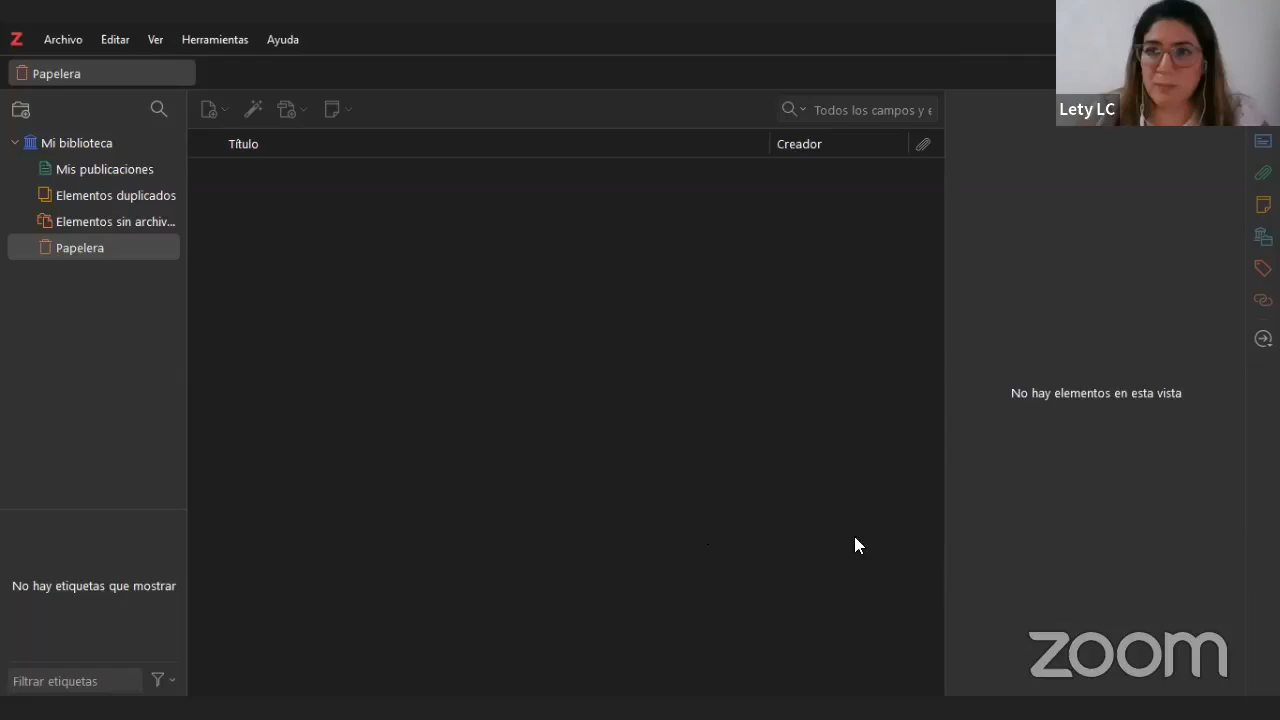 Z Archivo Editar Ver Herramientas Ayuda
Papelera
Todos los campos y e
Mi biblioteca
Mis publicaciones
Elementos duplicados
Elementos sin archiv...
Papelera
Título Creador
No hay elementos en esta vista
No hay etiquetas que mostrar
Filtrar etiquetas
Lety LC
zoom